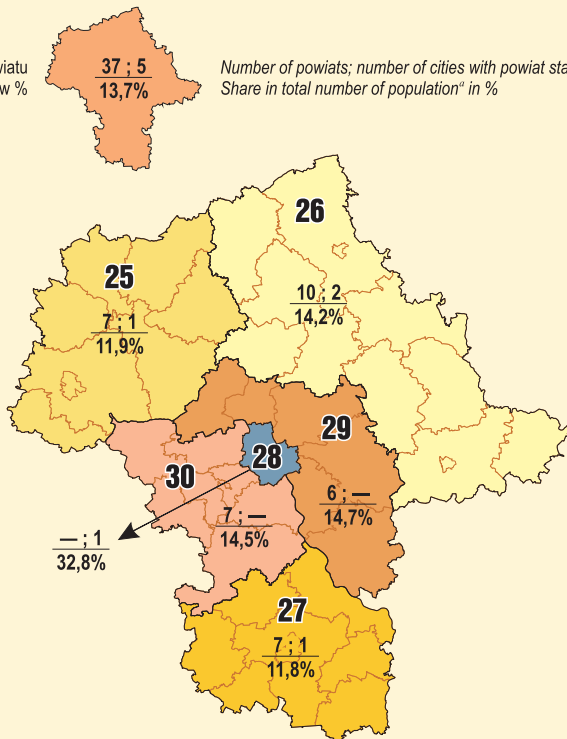 wiatu
w %
37 ; 5
13,7%
Number of powiats; number of cities with powiat sta
Share in total number of populationᵃ in %
26
10 ; 2
14,2%
25
7 ; 1
11,9%
29
6 ; —
14,7%
28
— ; 1
32,8%
30
7 ; —
14,5%
27
7 ; 1
11,8%